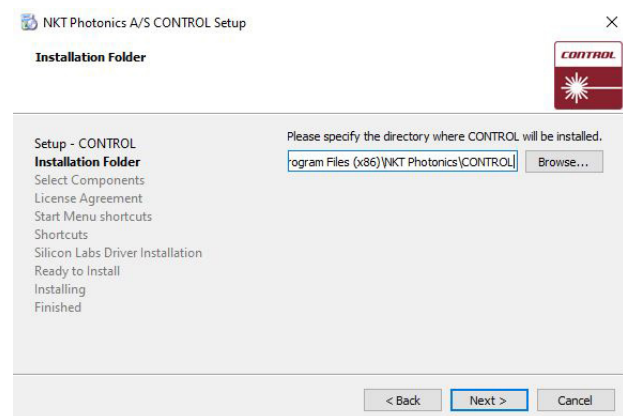 NKT Photonics A/S CONTROL Setup
Installation Folder
CONTROL
Please specify the directory where CONTROL will be installed.
rogram Files (x86)\NKT Photonics\CONTROL
Browse...
Setup - CONTROL
Installation Folder
Select Components
License Agreement
Start Menu shortcuts
Shortcuts
Silicon Labs Driver Installation
Ready to Install
Installing
Finished
< Back
Next >
Cancel